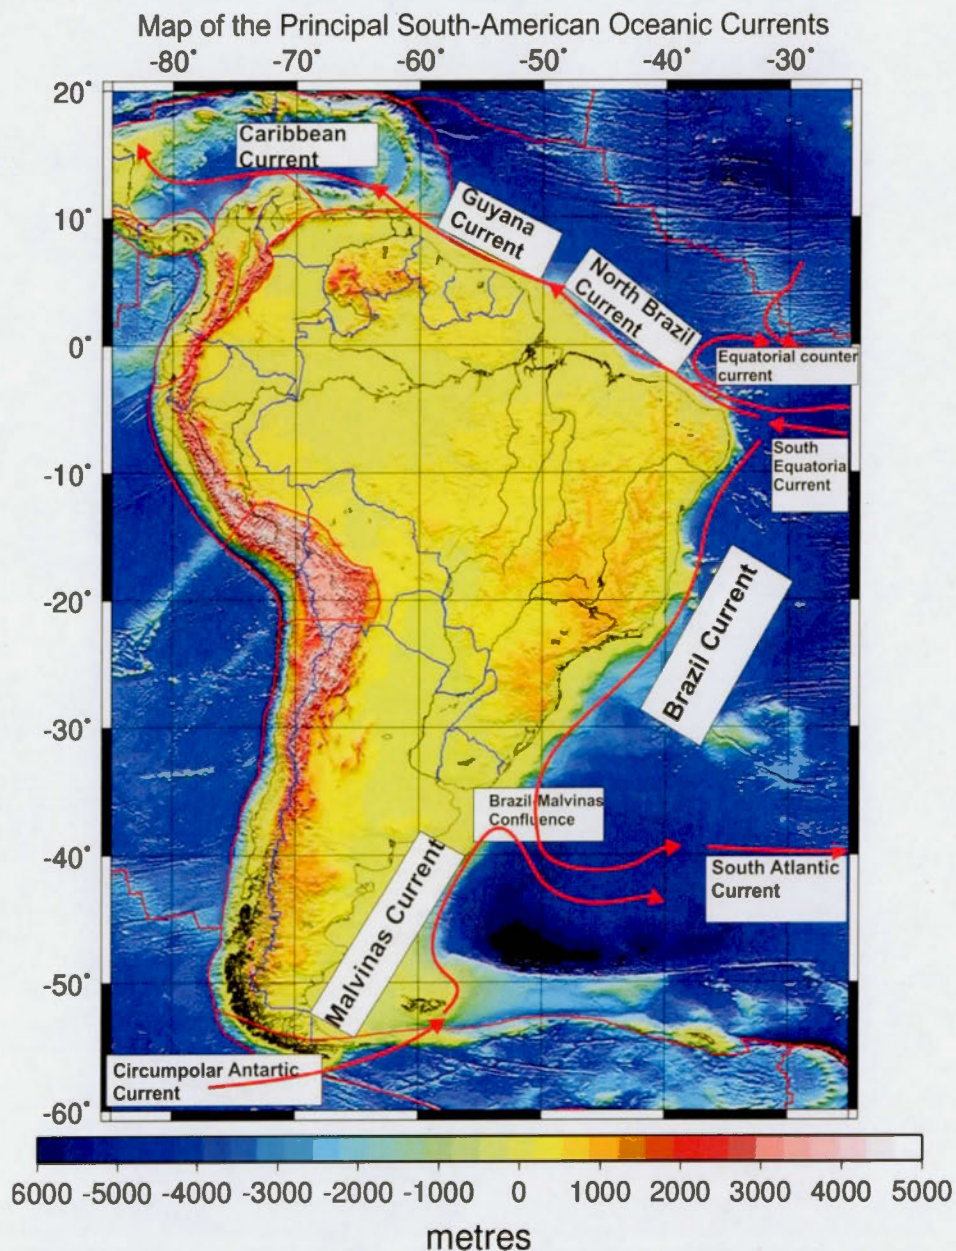 Map of the Principal South-American Oceanic Currents
-80° -70° -60° -50° -40° -30°
20°
Caribbean
Current
Guyana
Current
10°
North Brazil
Current
0°
Equatorial counter
current
South
Equatoria
Current
-10°
-20°
Brazil Current
-30°
Brazil-Malvinas
Confluence
-40°
South Atlantic
Current
Malvinas Current
-50°
Circumpolar Antartic
Current
-60°
6000 -5000 -4000 -3000 -2000 -1000 0 1000 2000 3000 4000 5000
metres